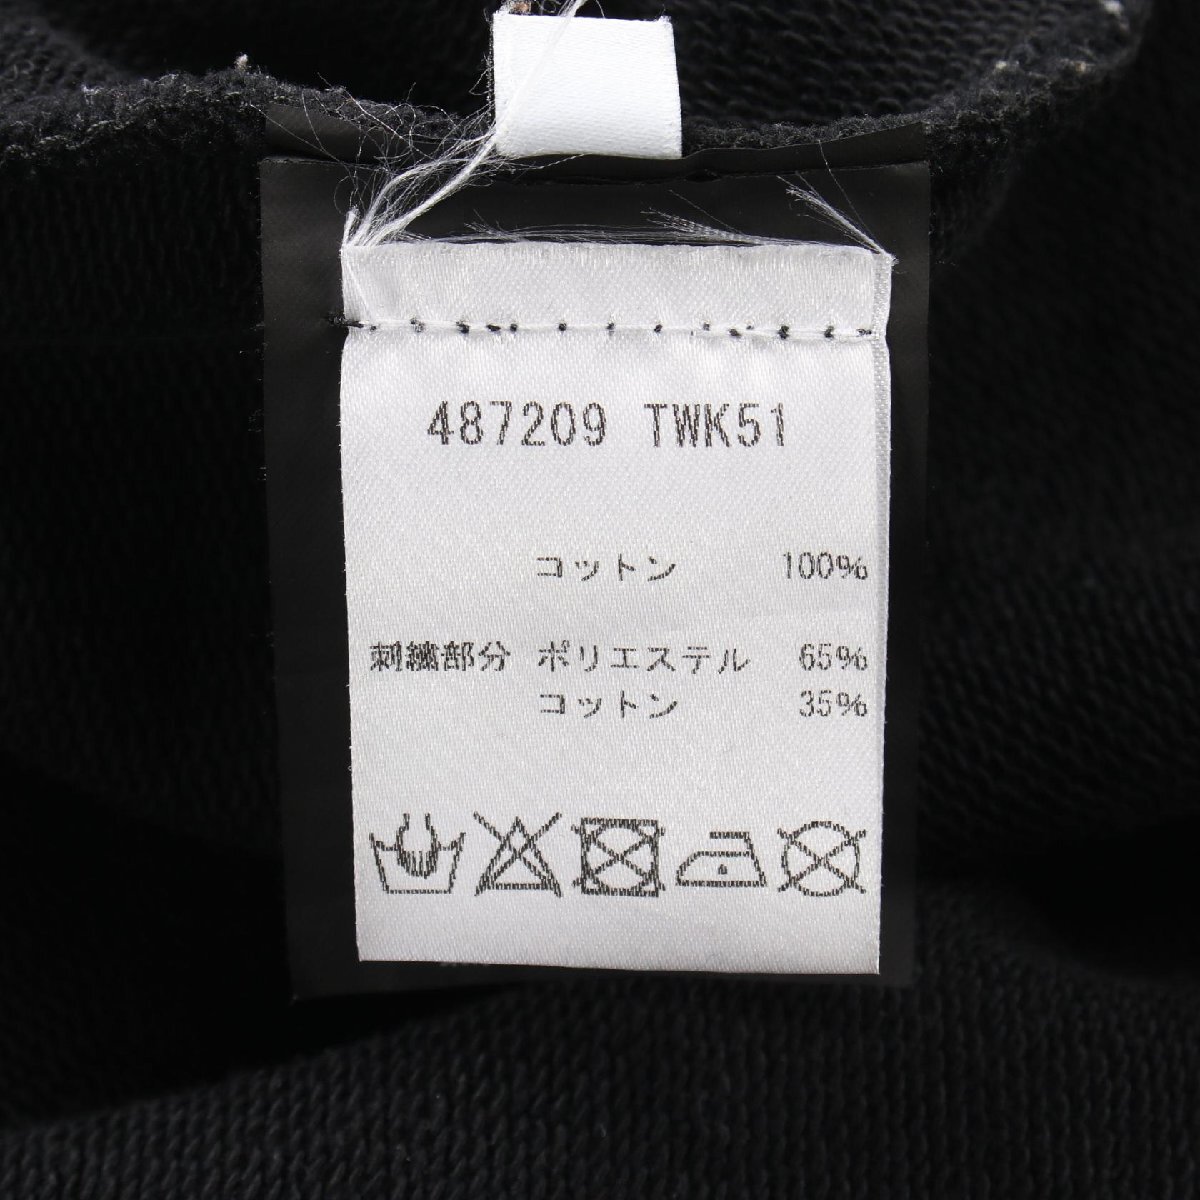 487209 TWK51
コットン 100%
刺繍部分 ポリエステル 65%
コットン 35%